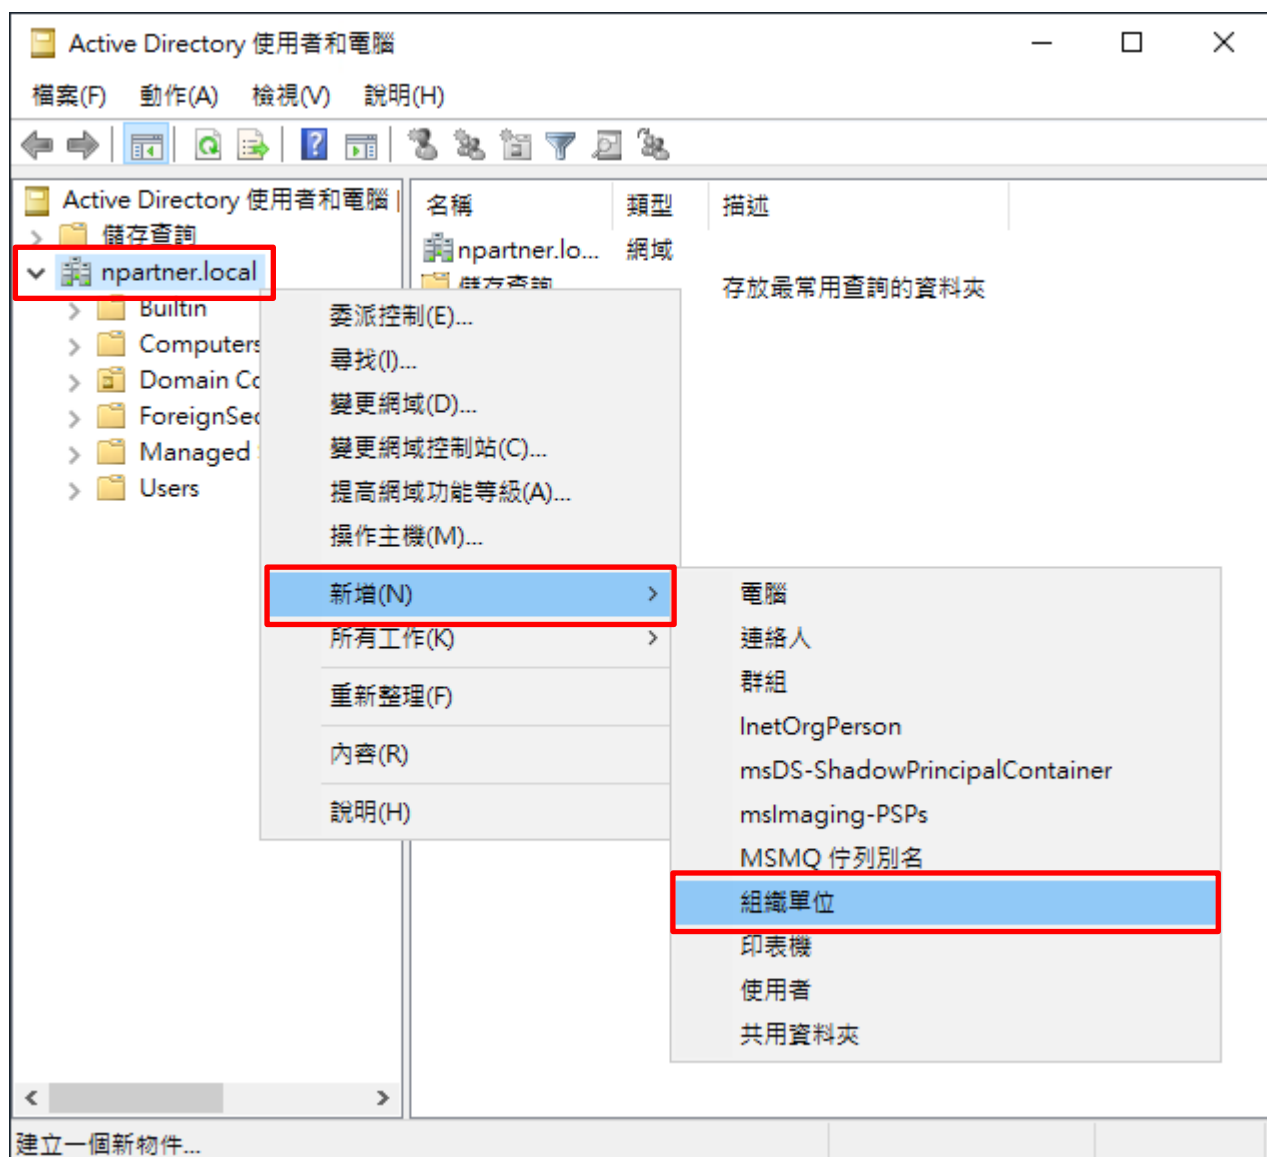 Active Directory 使用者和電腦
檔案(F) 動作(A) 檢視(V) 說明(H)
Active Directory 使用者和電腦
儲存查詢
npartner.local
Builtin
Computers
Domain Co
ForeignSec
Managed
Users
名稱 類型 描述
npartner.lo... 網域
儲存查詢 存放最常用查詢的資料夾
委派控制(E)...
尋找(I)...
變更網域(D)...
變更網域控制站(C)...
提高網域功能等級(A)...
操作主機(M)...
新增(N)
所有工作(K)
重新整理(F)
內容(R)
說明(H)
電腦
連絡人
群組
InetOrgPerson
msDS-ShadowPrincipalContainer
msImaging-PSPs
MSMQ 佇列別名
組織單位
印表機
使用者
共用資料夾
建立一個新物件...